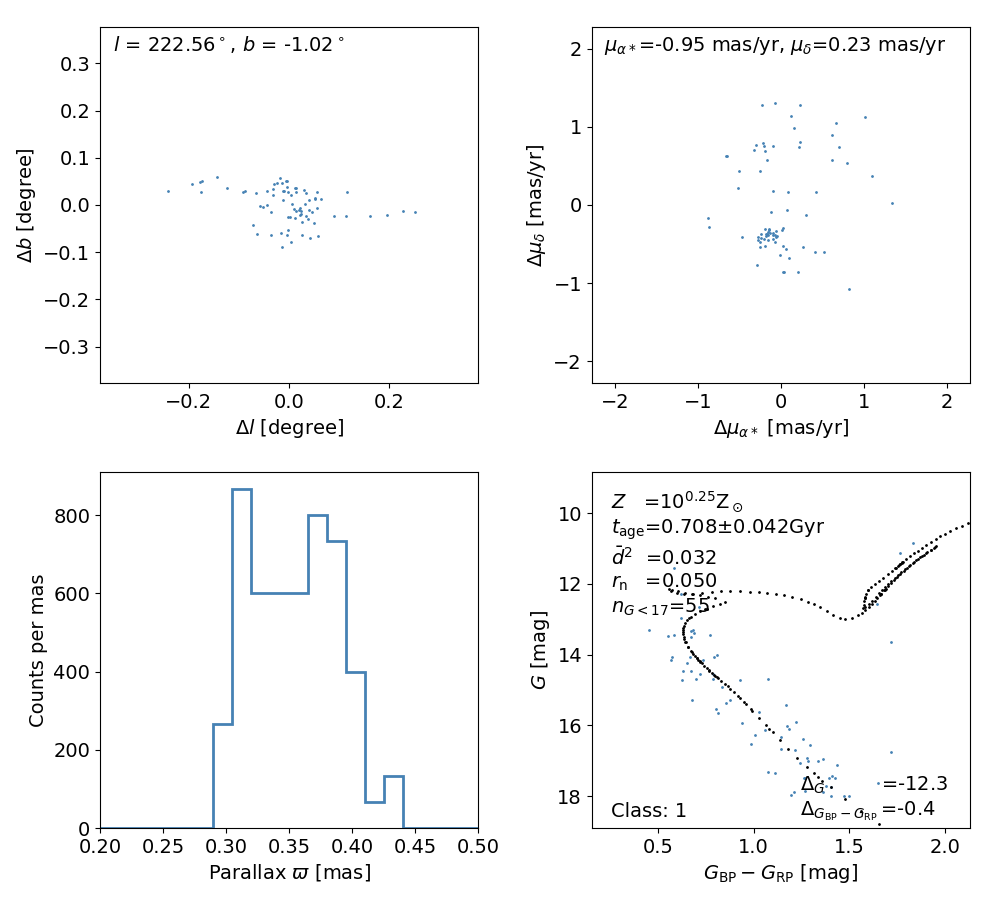 l = 222.56°, b = -1.02°
0.3
0.2
0.1
0.0
−0.1
−0.2
−0.3
Δb [degree]
−0.2 0.0 0.2
Δl [degree]
μα*=-0.95 mas/yr, μδ=0.23 mas/yr
2
1
0
−1
−2
Δμδ [mas/yr]
−2 −1 0 1 2
Δμα* [mas/yr]
800
600
400
200
0
Counts per mas
0.20 0.25 0.30 0.35 0.40 0.45 0.50
Parallax ϖ [mas]
Z =10^0.25 Z⊙
t_age=0.708±0.042Gyr
d̄² =0.032
r_n =0.050
n_G<17=55
10
12
14
16
18
G [mag]
Δ_G =-12.3
Δ_GBP−GRP=-0.4
Class: 1
0.5 1.0 1.5 2.0
G_BP − G_RP [mag]